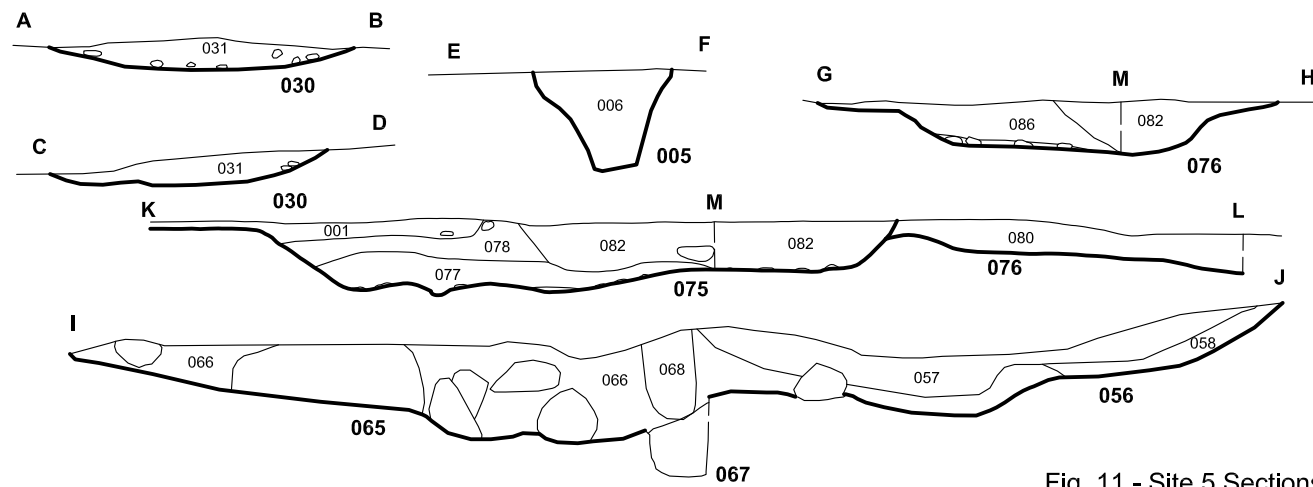 A B
031
030
C D
031
030
E F
006
005
G M H
086 082
076
K M L
001 078 082 082 080
077 075 076
I J
066 066 068 057 058
065 056
067
Fig. 11 - Site 5 Sections